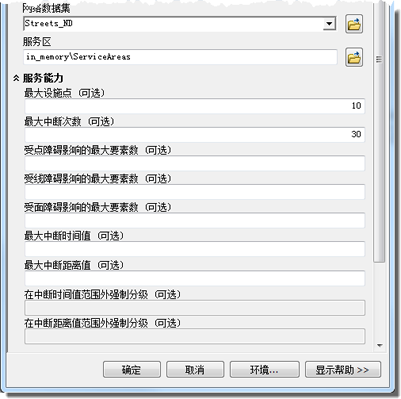 Streets_ND
服务区
in_memory\ServiceAreas
服务能力
最大设施点 (可选)
10
最大中断次数 (可选)
30
受点障碍影响的最大要素数 (可选)
受线障碍影响的最大要素数 (可选)
受面障碍影响的最大要素数 (可选)
最大中断时间值 (可选)
最大中断距离值 (可选)
在中断时间值范围外强制分级 (可选)
在中断距离值范围外强制分级 (可选)
确定
取消
环境...
显示帮助 >>